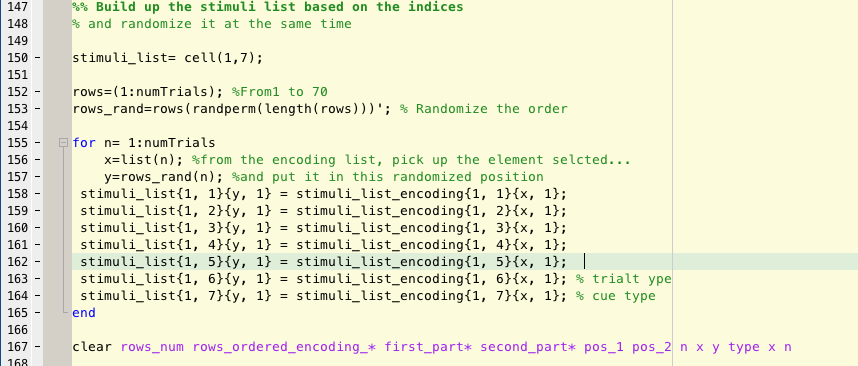 147 %% Build up the stimuli list based on the indices
148 % and randomize it at the same time
149
150 - stimuli_list= cell(1,7);
151
152 - rows=(1:numTrials); %From1 to 70
153 - rows_rand=rows(randperm(length(rows)))'; % Randomize the order
154
155 - for n= 1:numTrials
156 - x=list(n); %from the encoding list, pick up the element selcted...
157 - y=rows_rand(n); %and put it in this randomized position
158 - stimuli_list{1, 1}{y, 1} = stimuli_list_encoding{1, 1}{x, 1};
159 - stimuli_list{1, 2}{y, 1} = stimuli_list_encoding{1, 2}{x, 1};
160 - stimuli_list{1, 3}{y, 1} = stimuli_list_encoding{1, 3}{x, 1};
161 - stimuli_list{1, 4}{y, 1} = stimuli_list_encoding{1, 4}{x, 1};
162 - stimuli_list{1, 5}{y, 1} = stimuli_list_encoding{1, 5}{x, 1};
163 - stimuli_list{1, 6}{y, 1} = stimuli_list_encoding{1, 6}{x, 1}; % trialt ype
164 - stimuli_list{1, 7}{y, 1} = stimuli_list_encoding{1, 7}{x, 1}; % cue type
165 - end
166
167 - clear rows_num rows_ordered_encoding_* first_part* second_part* pos_1 pos_2 n x y type x n
168